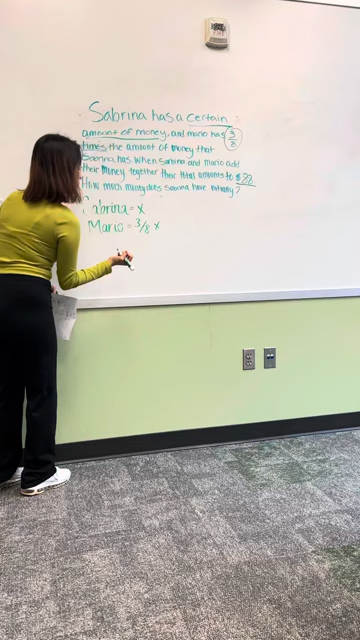 Sabrina has a certain
amount of money, and mario has 3/8
times the amount of money that
Sabrina has. When Sabrina and Mario add
their money together their total amounts to $22.
How much money does Sabrina have initially?
Sabrina = x
Mario = 3/8 x